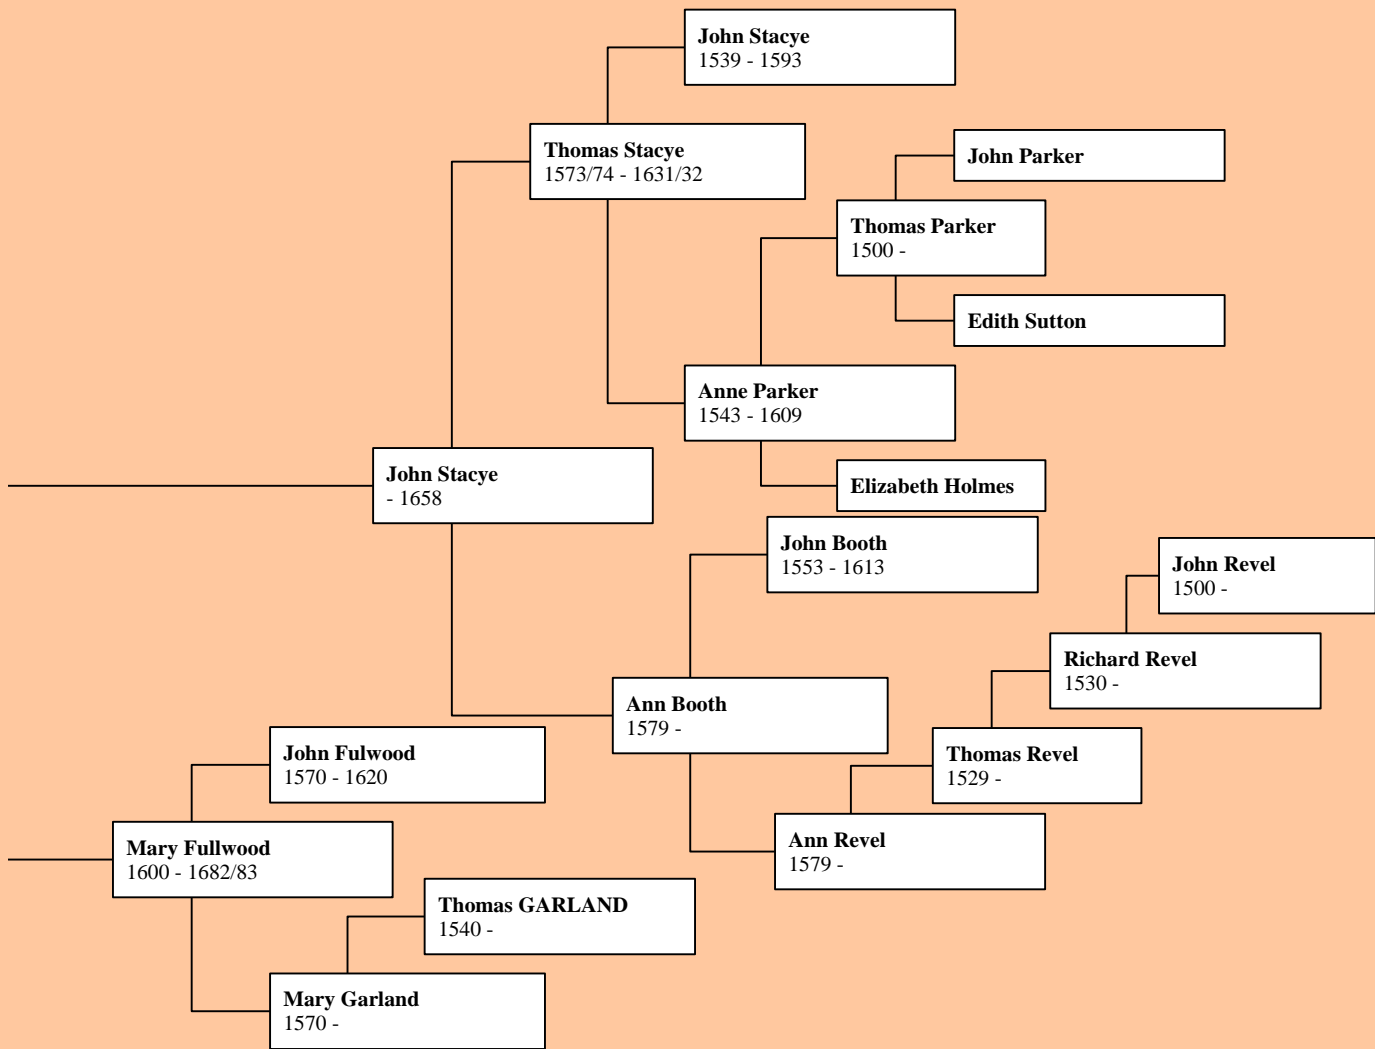 John Stacye
1539 - 1593
Thomas Stacye
1573/74 - 1631/32
John Parker
Thomas Parker
1500 -
Edith Sutton
Anne Parker
1543 - 1609
John Stacye
- 1658
Elizabeth Holmes
John Booth
1553 - 1613
John Revel
1500 -
Richard Revel
1530 -
Ann Booth
1579 -
John Fulwood
1570 - 1620
Thomas Revel
1529 -
Ann Revel
1579 -
Mary Fullwood
1600 - 1682/83
Thomas GARLAND
1540 -
Mary Garland
1570 -